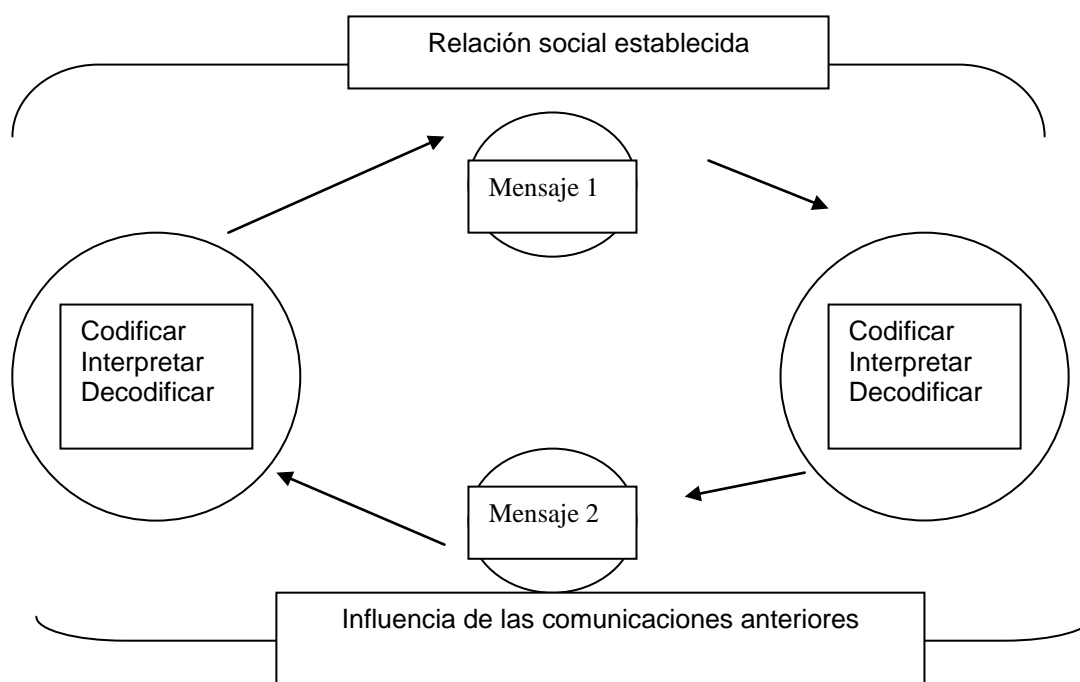 Relación social establecida
Mensaje 1
Codificar
Interpretar
Decodificar
Codificar
Interpretar
Decodificar
Mensaje 2
Influencia de las comunicaciones anteriores